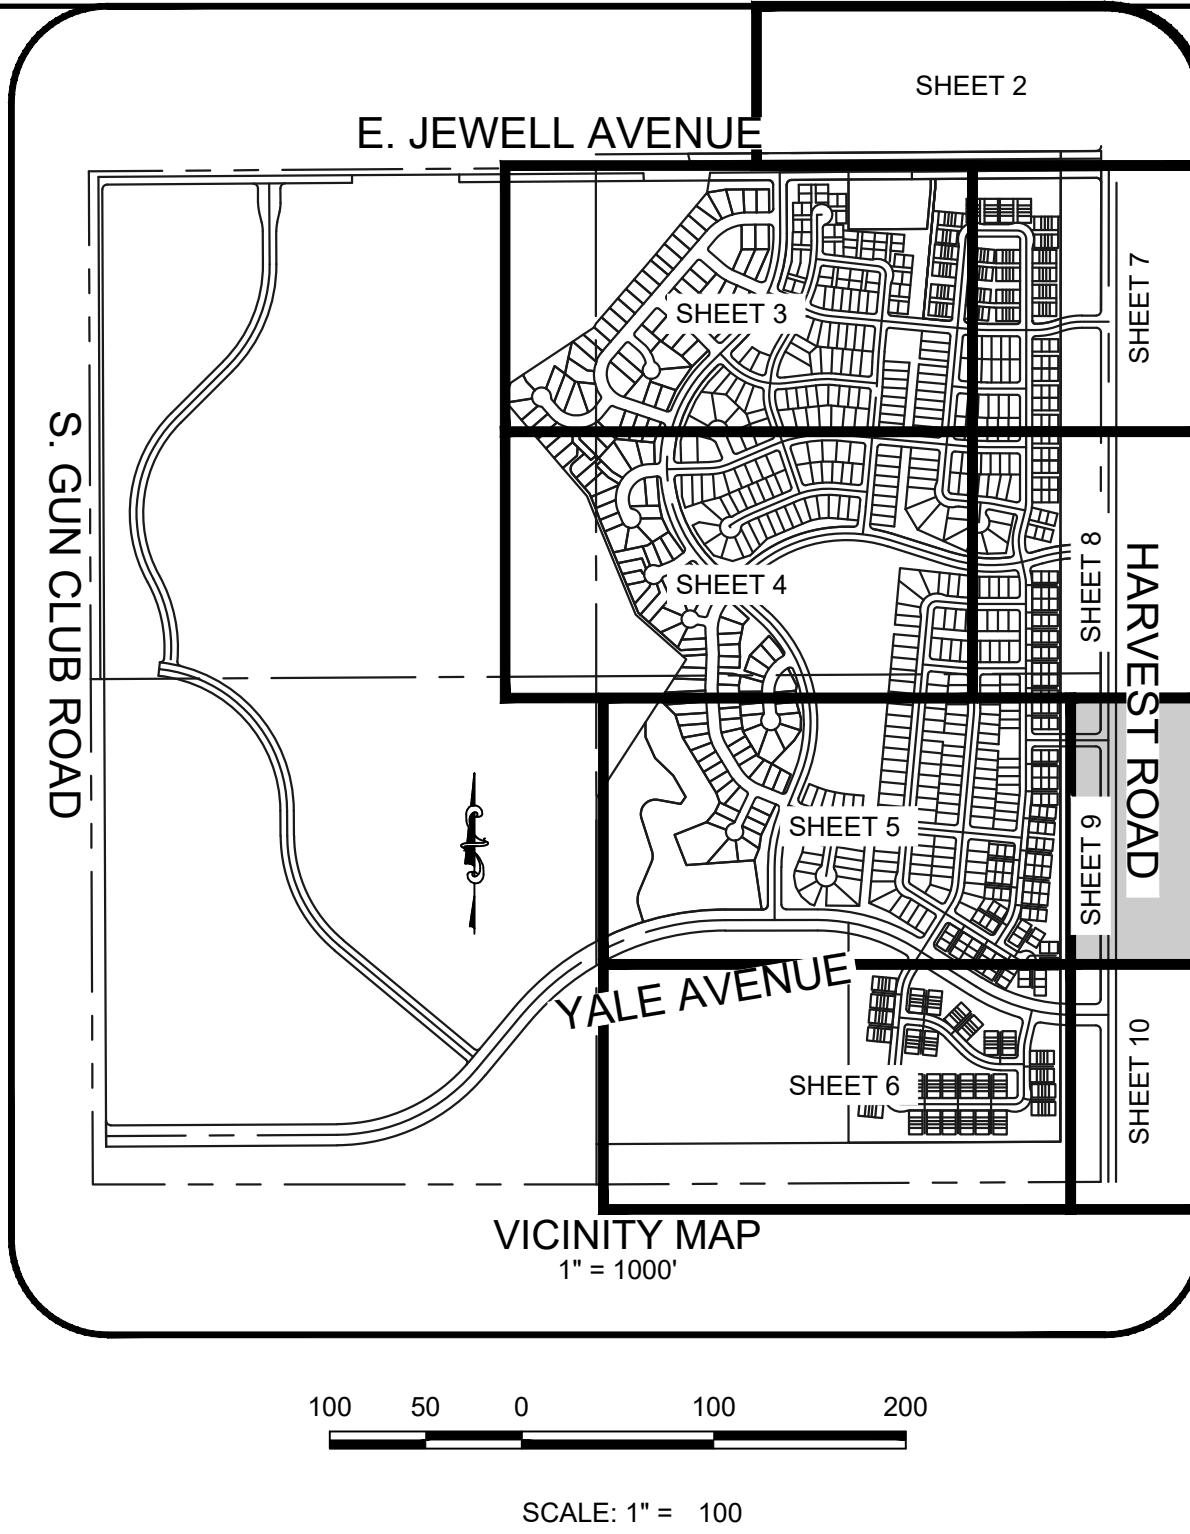 SHEET 2
E. JEWELL AVENUE
SHEET 7
SHEET 3
S. GUN CLUB ROAD
SHEET 8
HARVEST ROAD
SHEET 4
SHEET 5
SHEET 9
YALE AVENUE
SHEET 6
SHEET 10
VICINITY MAP
1" = 1000'
100 50 0 100 200
SCALE: 1" = 100